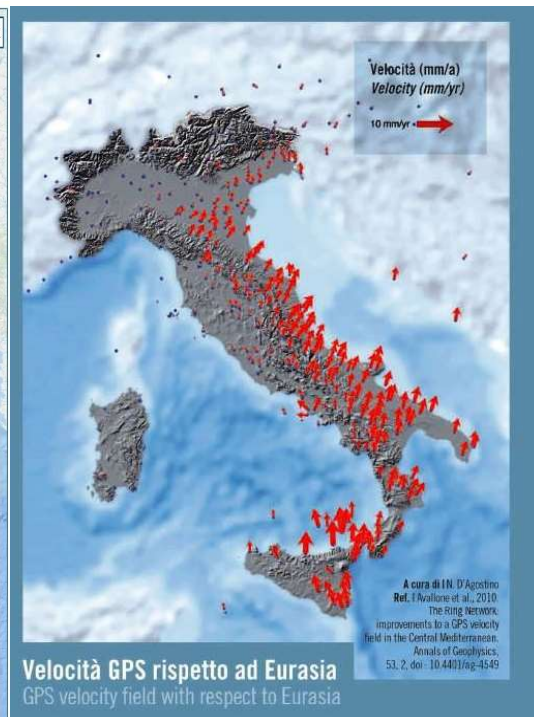 Velocità (mm/a)
Velocity (mm/yr)
10 mm/yr
A cura di I N. D'Agostino
Ref. I Avallone et al., 2010.
The Ring Network:
improvements to a GPS velocity
field in the Central Mediterranean.
Annals of Geophysics,
53, 2, doi - 10.4401/ag-4549
Velocità GPS rispetto ad Eurasia
GPS velocity field with respect to Eurasia